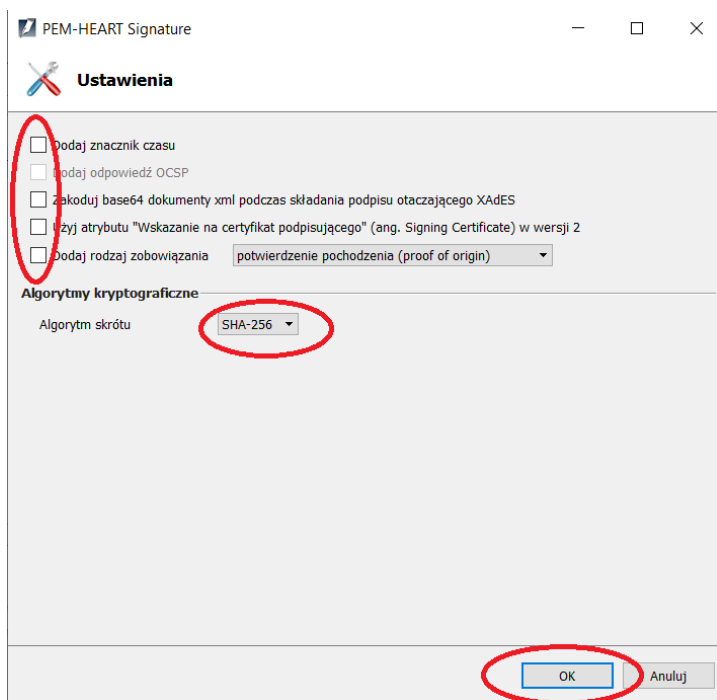 PEM-HEART Signature
Ustawienia
Dodaj znacznik czasu
Dodaj odpowiedź OCSP
Zakoduj base64 dokumenty xml podczas składania podpisu otaczającego XAdES
Użyj atrybutu "Wskazanie na certyfikat podpisującego" (ang. Signing Certificate) w wersji 2
Dodaj rodzaj zobowiązania potwierdzenie pochodzenia (proof of origin)
Algorytmy kryptograficzne
Algorytm skrótu SHA-256
OK Anuluj